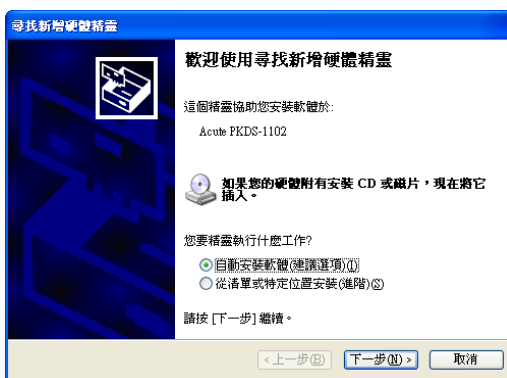 尋找新增硬體精靈
歡迎使用尋找新增硬體精靈
這個精靈協助您安裝軟體於:
Acute PKDS-1102
如果您的硬體附有安裝 CD 或磁片，現在將它
插入。
您要精靈執行什麼工作?
自動安裝軟體(建議選項)(I)
從清單或特定位置安裝(進階)(S)
請按 [下一步] 繼續。
<上一步(B)
下一步(N)>
取消